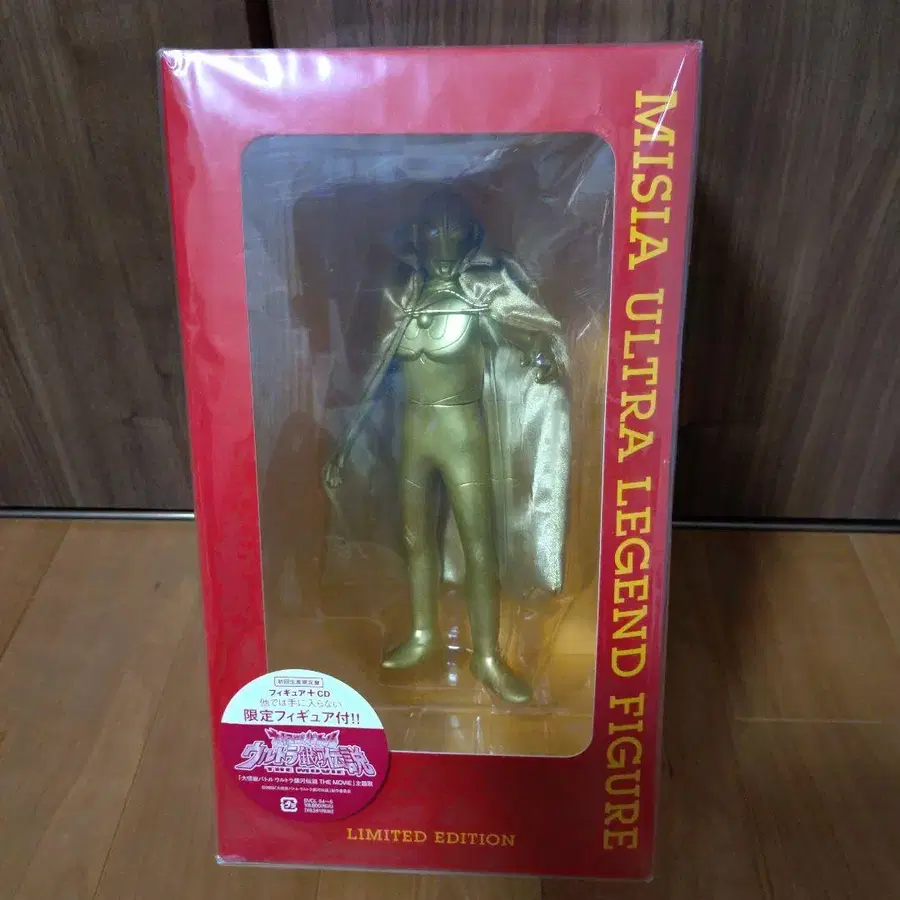 MISIA ULTRA LEGEND FIGURE
初回生産限定盤
フィギュア+CD
他では手に入らない
限定フィギュア付!!
ウルトラ銀河伝説
THE MOVIE
「大怪獣バトル ウルトラ銀河伝説 THE MOVIE」主題歌
LIMITED EDITION